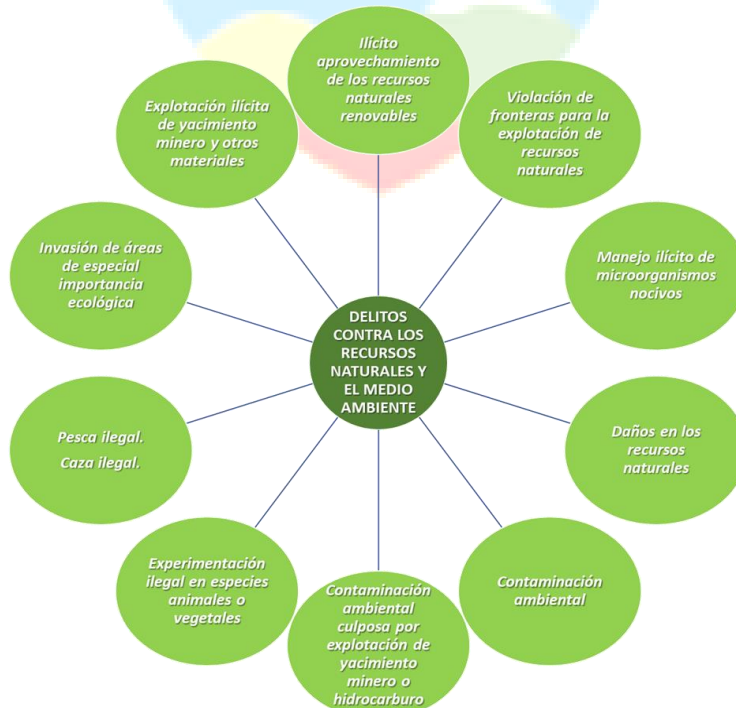 Ilícito
aprovechamiento
de los recursos
naturales
renovables
Violación de
fronteras para la
explotación de
recursos
naturales
Manejo ilícito de
microorganismos
nocivos
Daños en los
recursos
naturales
Contaminación
ambiental
Contaminación
ambiental
culposa por
explotación de
yacimiento
minero o
hidrocarburo
Experimentación
ilegal en especies
animales o
vegetales
Pesca ilegal.
Caza ilegal.
Invasión de áreas
de especial
importancia
ecológica
Explotación ilícita
de yacimiento
minero y otros
materiales
DELITOS
CONTRA LOS
RECURSOS
NATURALES Y
EL MEDIO
AMBIENTE